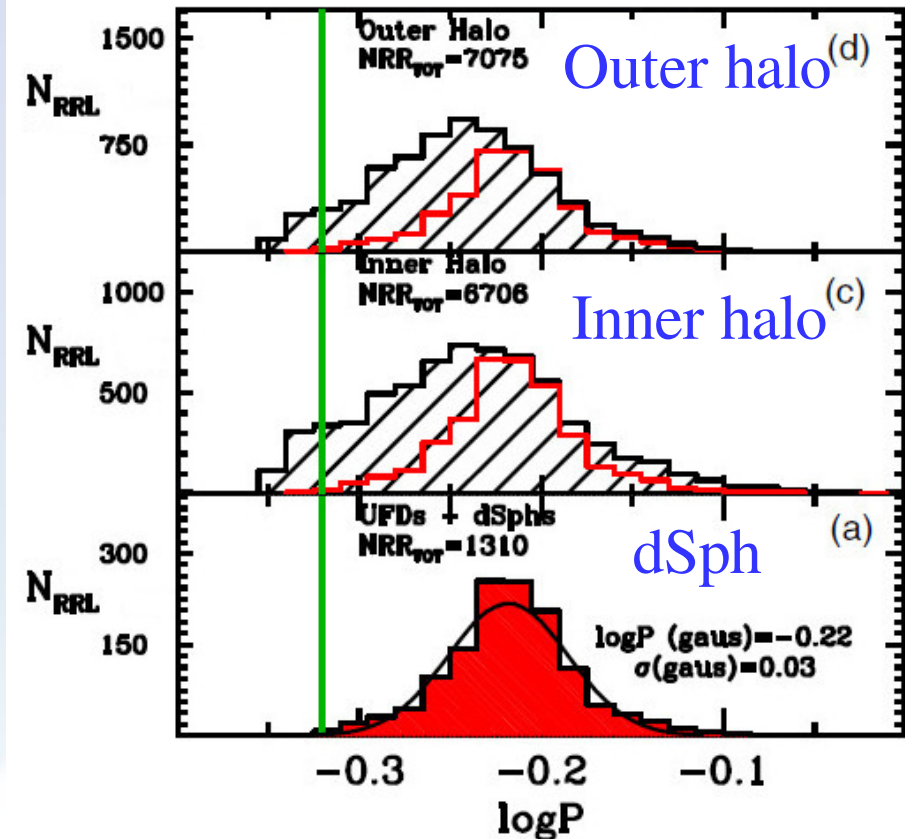 1500
Outer Halo
NRR_TOT=7075
Outer halo
(d)
N_RRL
750
Inner Halo
NRR_TOT=6706
1000
Inner halo
(c)
N_RRL
500
UFDs + dSphs
NRR_TOT=1310
(a)
300
dSph
N_RRL
150
logP (gaus)=-0.22
σ(gaus)=0.03
-0.3 -0.2 -0.1
logP